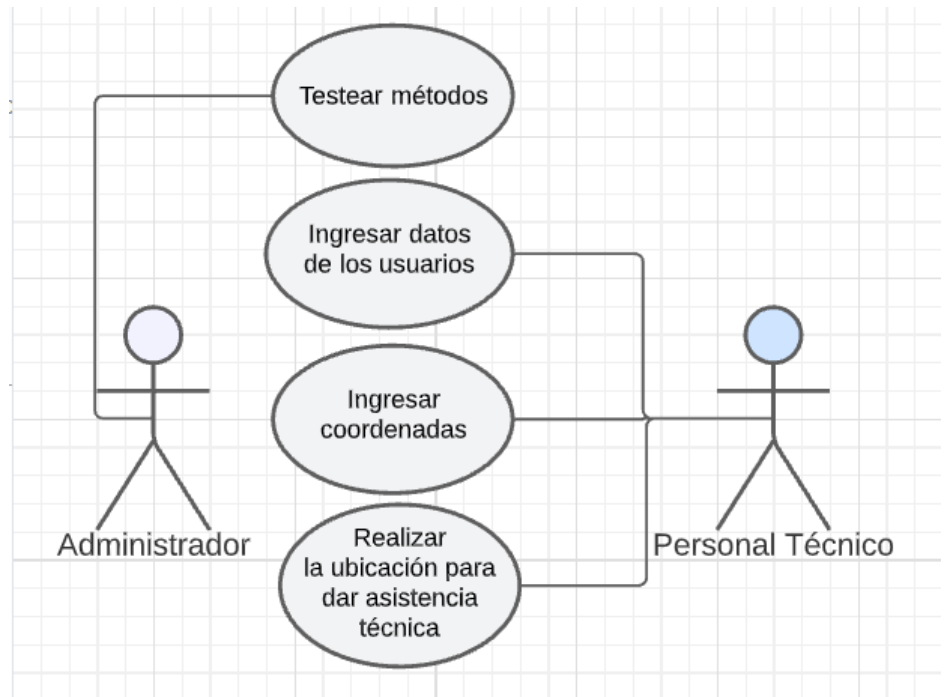 Testear métodos
Ingresar datos
de los usuarios
Ingresar
coordenadas
Realizar
la ubicación para
dar asistencia
técnica
Administrador
Personal Técnico